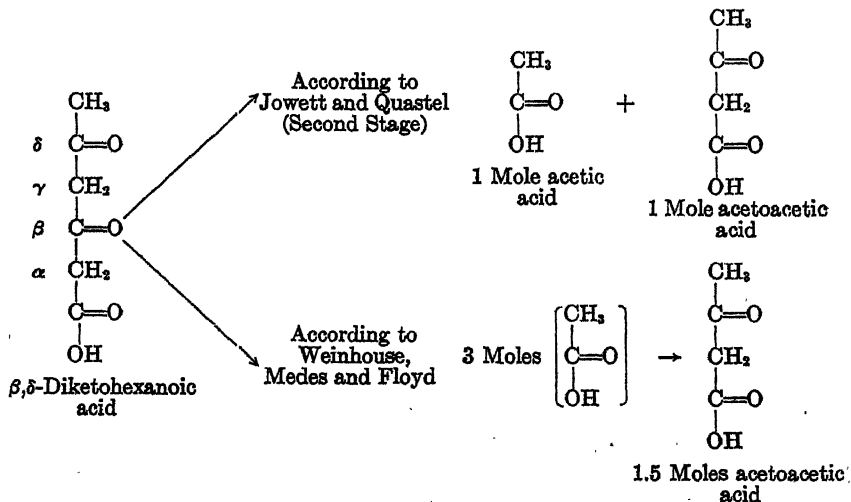 CH₃
δ C=O
γ CH₂
β C=O
α CH₂
C=O
OH
β,δ-Diketohexanoic
acid
According to
Jowett and Quastel
(Second Stage)
CH₃
C=O
OH
1 Mole acetic
acid
+
CH₃
C=O
CH₂
C=O
OH
1 Mole acetoacetic
acid
According to
Weinhouse,
Medes and Floyd
3 Moles
CH₃
C=O
OH
→
CH₃
C=O
CH₂
C=O
OH
1.5 Moles acetoacetic
acid